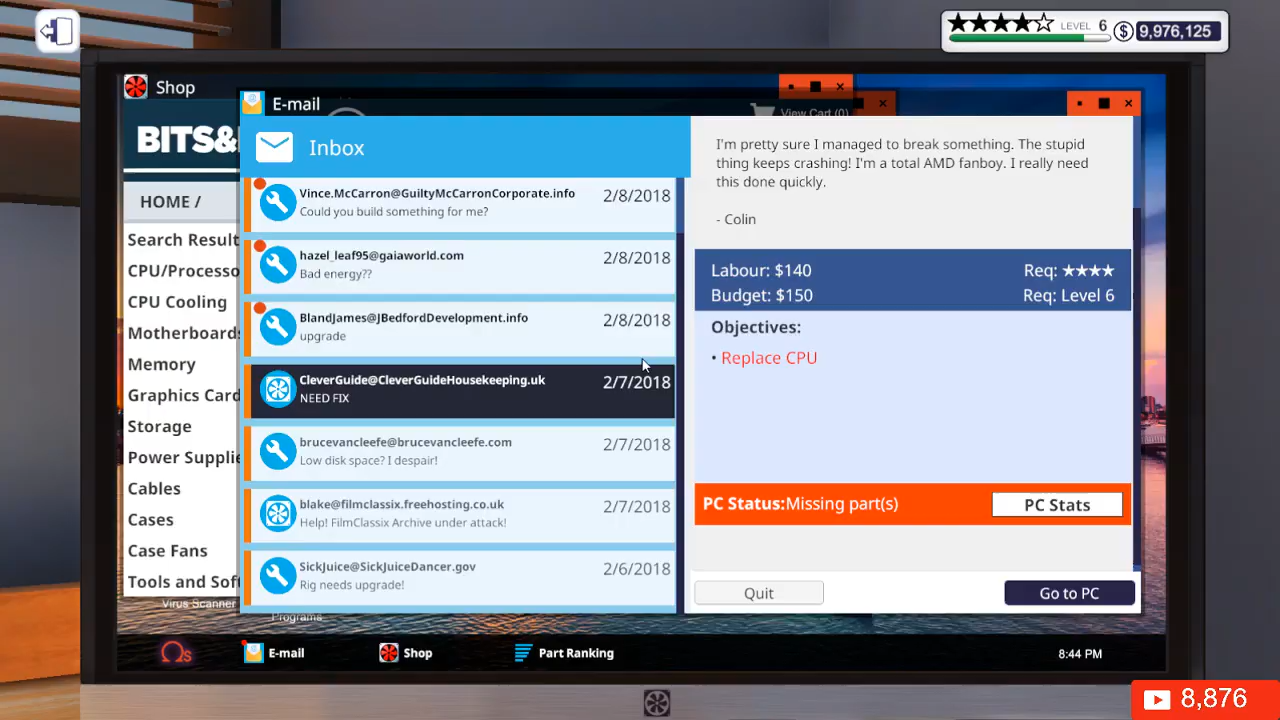 LEVEL 6
$ 9,976,125
Shop
E-mail
View Cart (0)
BITS&
HOME /
Search Result
CPU/Processo
CPU Cooling
Motherboards
Memory
Graphics Card
Storage
Power Supplie
Cables
Cases
Case Fans
Tools and Soft
Virus Scanner
Programs
Inbox
Vince.McCarron@GuiltyMcCarronCorporate.info
2/8/2018
Could you build something for me?
hazel_leaf95@gaiaworld.com
2/8/2018
Bad energy??
BlandJames@JBedfordDevelopment.info
2/8/2018
upgrade
CleverGuide@CleverGuideHousekeeping.uk
2/7/2018
NEED FIX
brucevancleefe@brucevancleefe.com
2/7/2018
Low disk space? I despair!
blake@filmclassix.freehosting.co.uk
2/7/2018
Help! FilmClassix Archive under attack!
SickJuice@SickJuiceDancer.gov
2/6/2018
Rig needs upgrade!
I'm pretty sure I managed to break something. The stupid
thing keeps crashing! I'm a total AMD fanboy. I really need
this done quickly.
- Colin
Labour: $140
Req: ★★★★
Budget: $150
Req: Level 6
Objectives:
• Replace CPU
PC Status:Missing part(s)
PC Stats
Quit
Go to PC
Ωs
E-mail
Shop
Part Ranking
8:44 PM
8,876